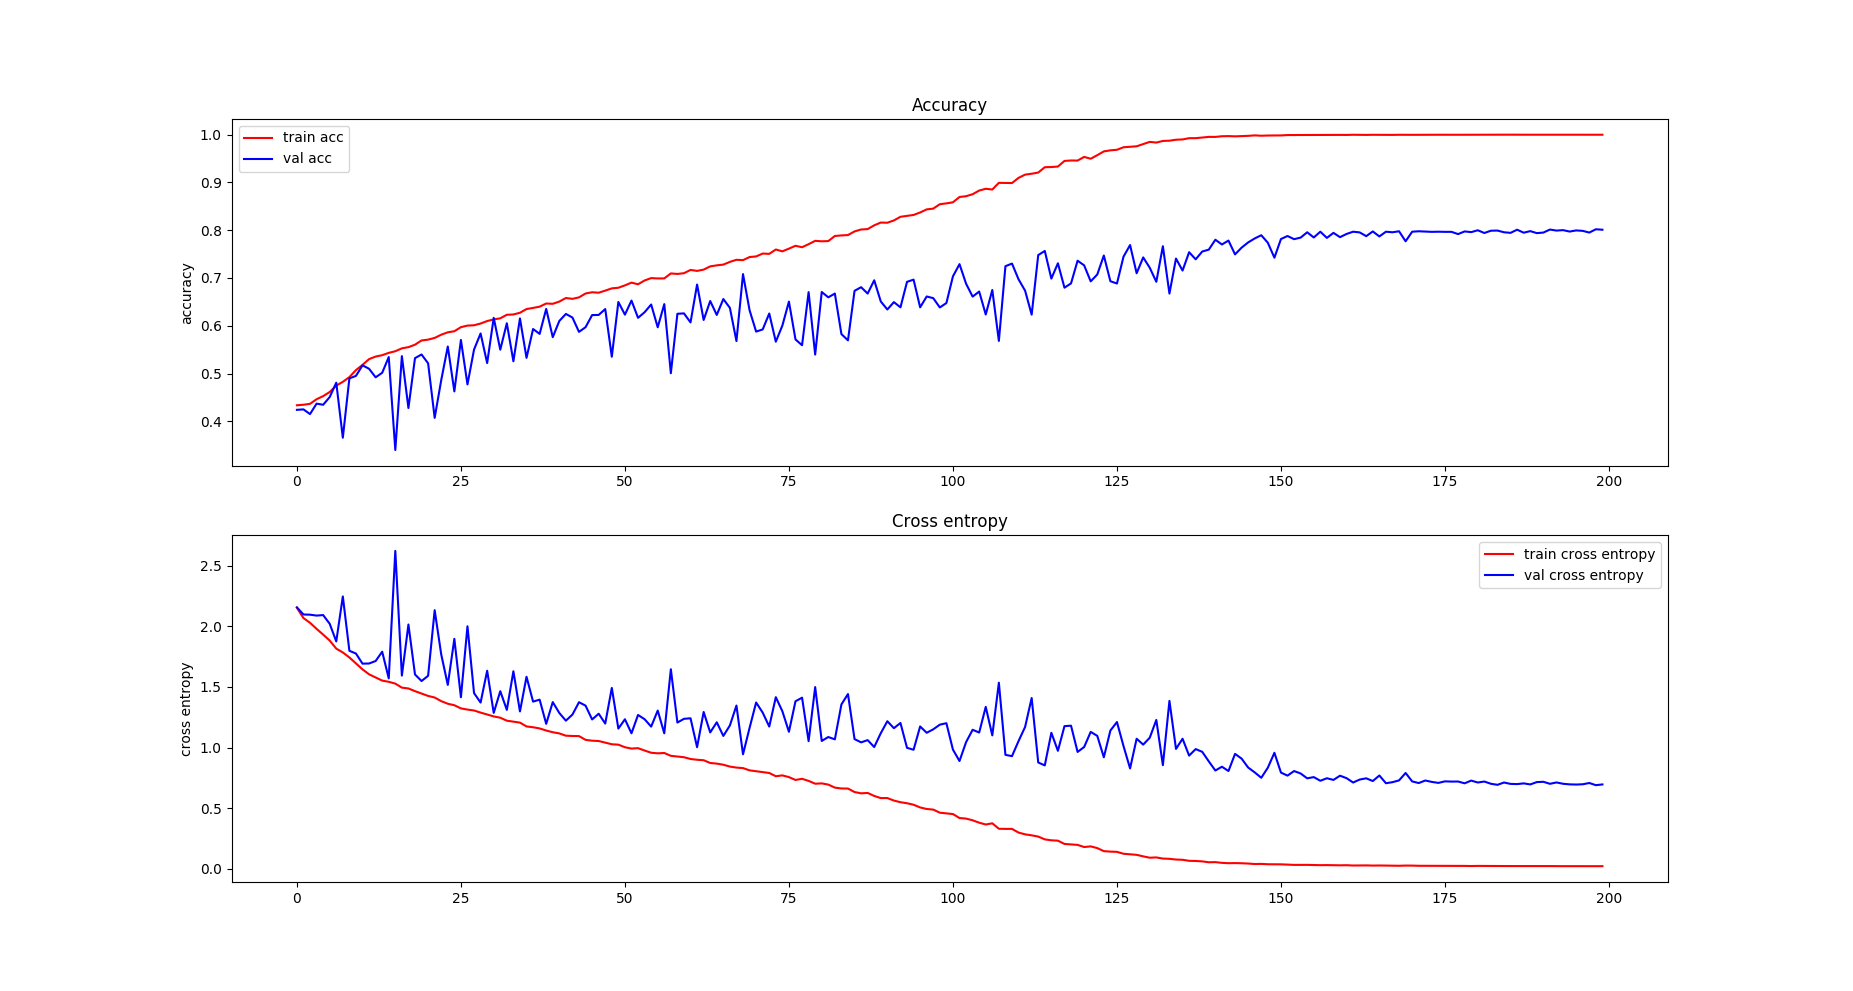 Accuracy
train acc
val acc
accuracy
1.0
0.9
0.8
0.7
0.6
0.5
0.4
0 25 50 75 100 125 150 175 200
Cross entropy
train cross entropy
val cross entropy
cross entropy
2.5
2.0
1.5
1.0
0.5
0.0
0 25 50 75 100 125 150 175 200